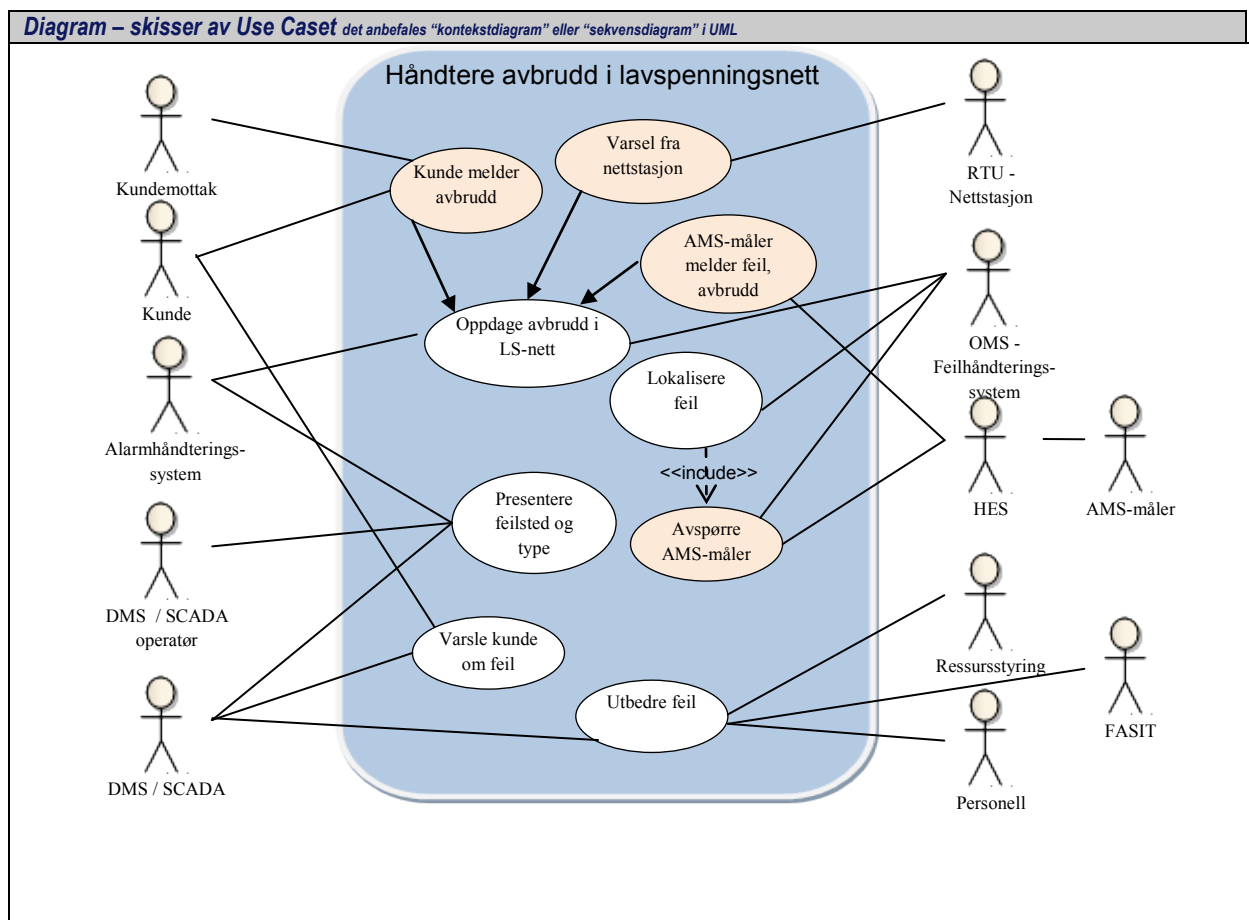 Diagram – skisser av Use Caset det anbefales “kontekstdiagram” eller “sekvensdiagram” i UML
Håndtere avbrudd i lavspenningsnett
Kundemottak
Kunde
Alarmhåndterings-
system
DMS / SCADA
operatør
DMS / SCADA
Kunde melder
avbrudd
Varsel fra
nettstasjon
AMS-måler
melder feil,
avbrudd
Oppdage avbrudd i
LS-nett
Lokalisere
feil
<<incude>>
Avspørre
AMS-måler
Presentere
feilsted og
type
Varsle kunde
om feil
Utbedre feil
RTU -
Nettstasjon
OMS -
Feilhåndterings-
system
HES
AMS-måler
Ressursstyring
FASIT
Personell